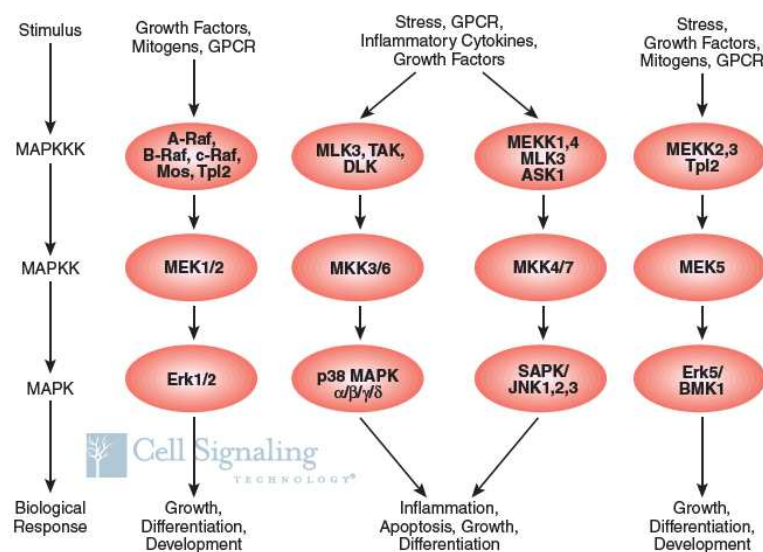 Stimulus
MAPKKK
MAPKK
MAPK
Biological
Response
Growth Factors,
Mitogens, GPCR
A-Raf,
B-Raf, c-Raf,
Mos, Tpl2
MEK1/2
Erk1/2
Growth,
Differentiation,
Development
Stress, GPCR,
Inflammatory Cytokines,
Growth Factors
MLK3, TAK,
DLK
MKK3/6
p38 MAPK
α/β/γ/δ
MEKK1,4
MLK3
ASK1
MKK4/7
SAPK/
JNK1,2,3
Inflammation,
Apoptosis, Growth,
Differentiation
Stress,
Growth Factors,
Mitogens, GPCR
MEKK2,3
Tpl2
MEK5
Erk5/
BMK1
Growth,
Differentiation,
Development
Cell Signaling
TECHNOLOGY®